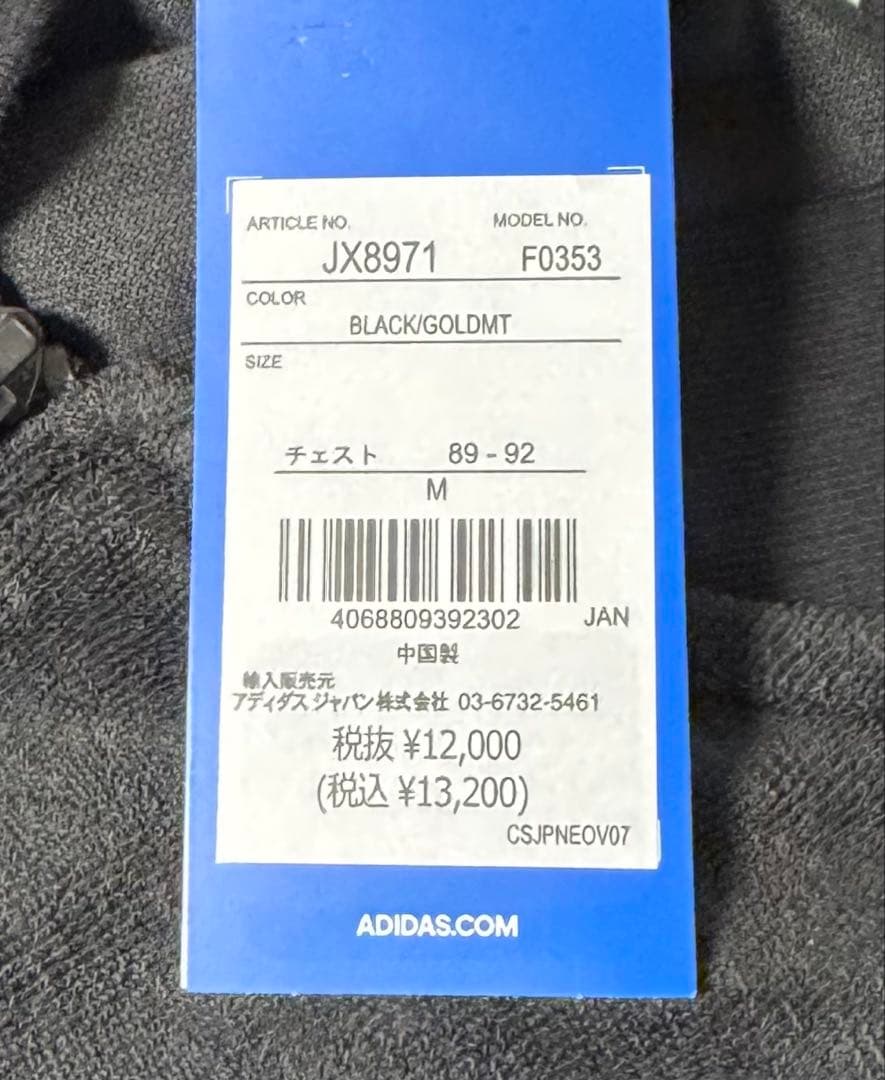 ARTICLE NO. MODEL NO.
JX8971 F0353
COLOR
BLACK/GOLDMT
SIZE
チェスト 89 - 92
M
4068809392302 JAN
中国製
輸入販売元
アディダス ジャパン株式会社 03-6732-5461
税抜 ¥12,000
(税込 ¥13,200)
CSJPNEOV07
ADIDAS.COM